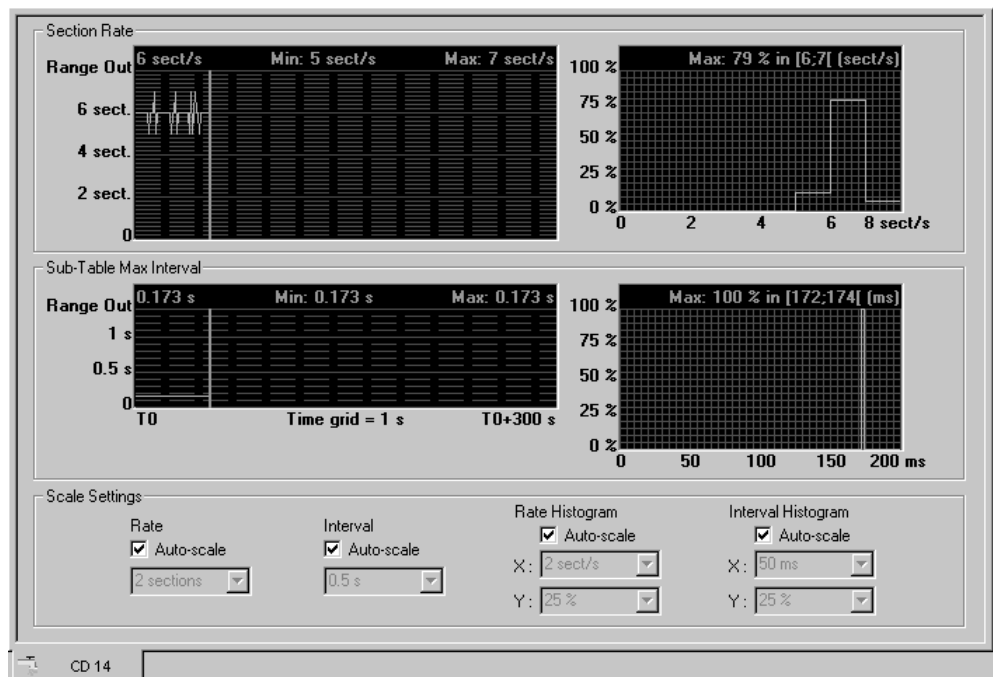 Section Rate
6 sect/s Min: 5 sect/s Max: 7 sect/s
Range Out
6 sect.
4 sect.
2 sect.
0
Max: 79 % in [6;7[ (sect/s)
100 %
75 %
50 %
25 %
0 %
0 2 4 6 8 sect/s
Sub-Table Max Interval
0.173 s Min: 0.173 s Max: 0.173 s
Range Out
1 s
0.5 s
0
T0 Time grid = 1 s T0+300 s
Max: 100 % in [172;174[ (ms)
100 %
75 %
50 %
25 %
0 %
0 50 100 150 200 ms
Scale Settings
Rate
Auto-scale
2 sections
Interval
Auto-scale
0.5 s
Rate Histogram
Auto-scale
X: 2 sect/s
Y: 25 %
Interval Histogram
Auto-scale
X: 50 ms
Y: 25 %
CD 14